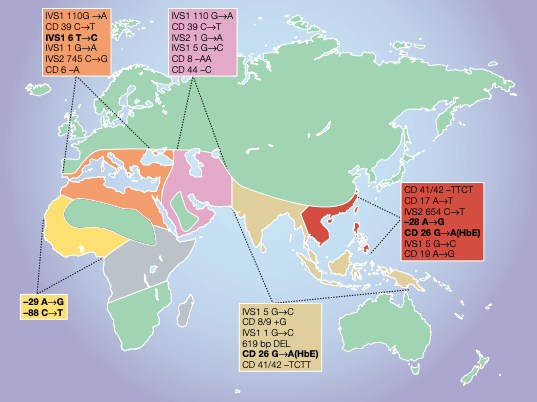 IVS1 110G→A
CD 39 C→T
IVS1 6 T→C
IVS1 1 G→A
IVS2 745 C→G
CD 6 –A
IVS1 110 G→A
CD 39 C→T
IVS2 1 G→A
IVS1 5 G→C
CD 8 –AA
CD 44 –C
CD 41/42 –TTCT
CD 17 A→T
IVS2 654 C→T
–28 A→G
CD 26 G→A(HbE)
IVS1 5 G→C
CD 19 A→G
–29 A→G
–88 C→T
IVS1 5 G→C
CD 8/9 +G
IVS1 1 G→C
619 bp DEL
CD 26 G→A(HbE)
CD 41/42 –TCTT